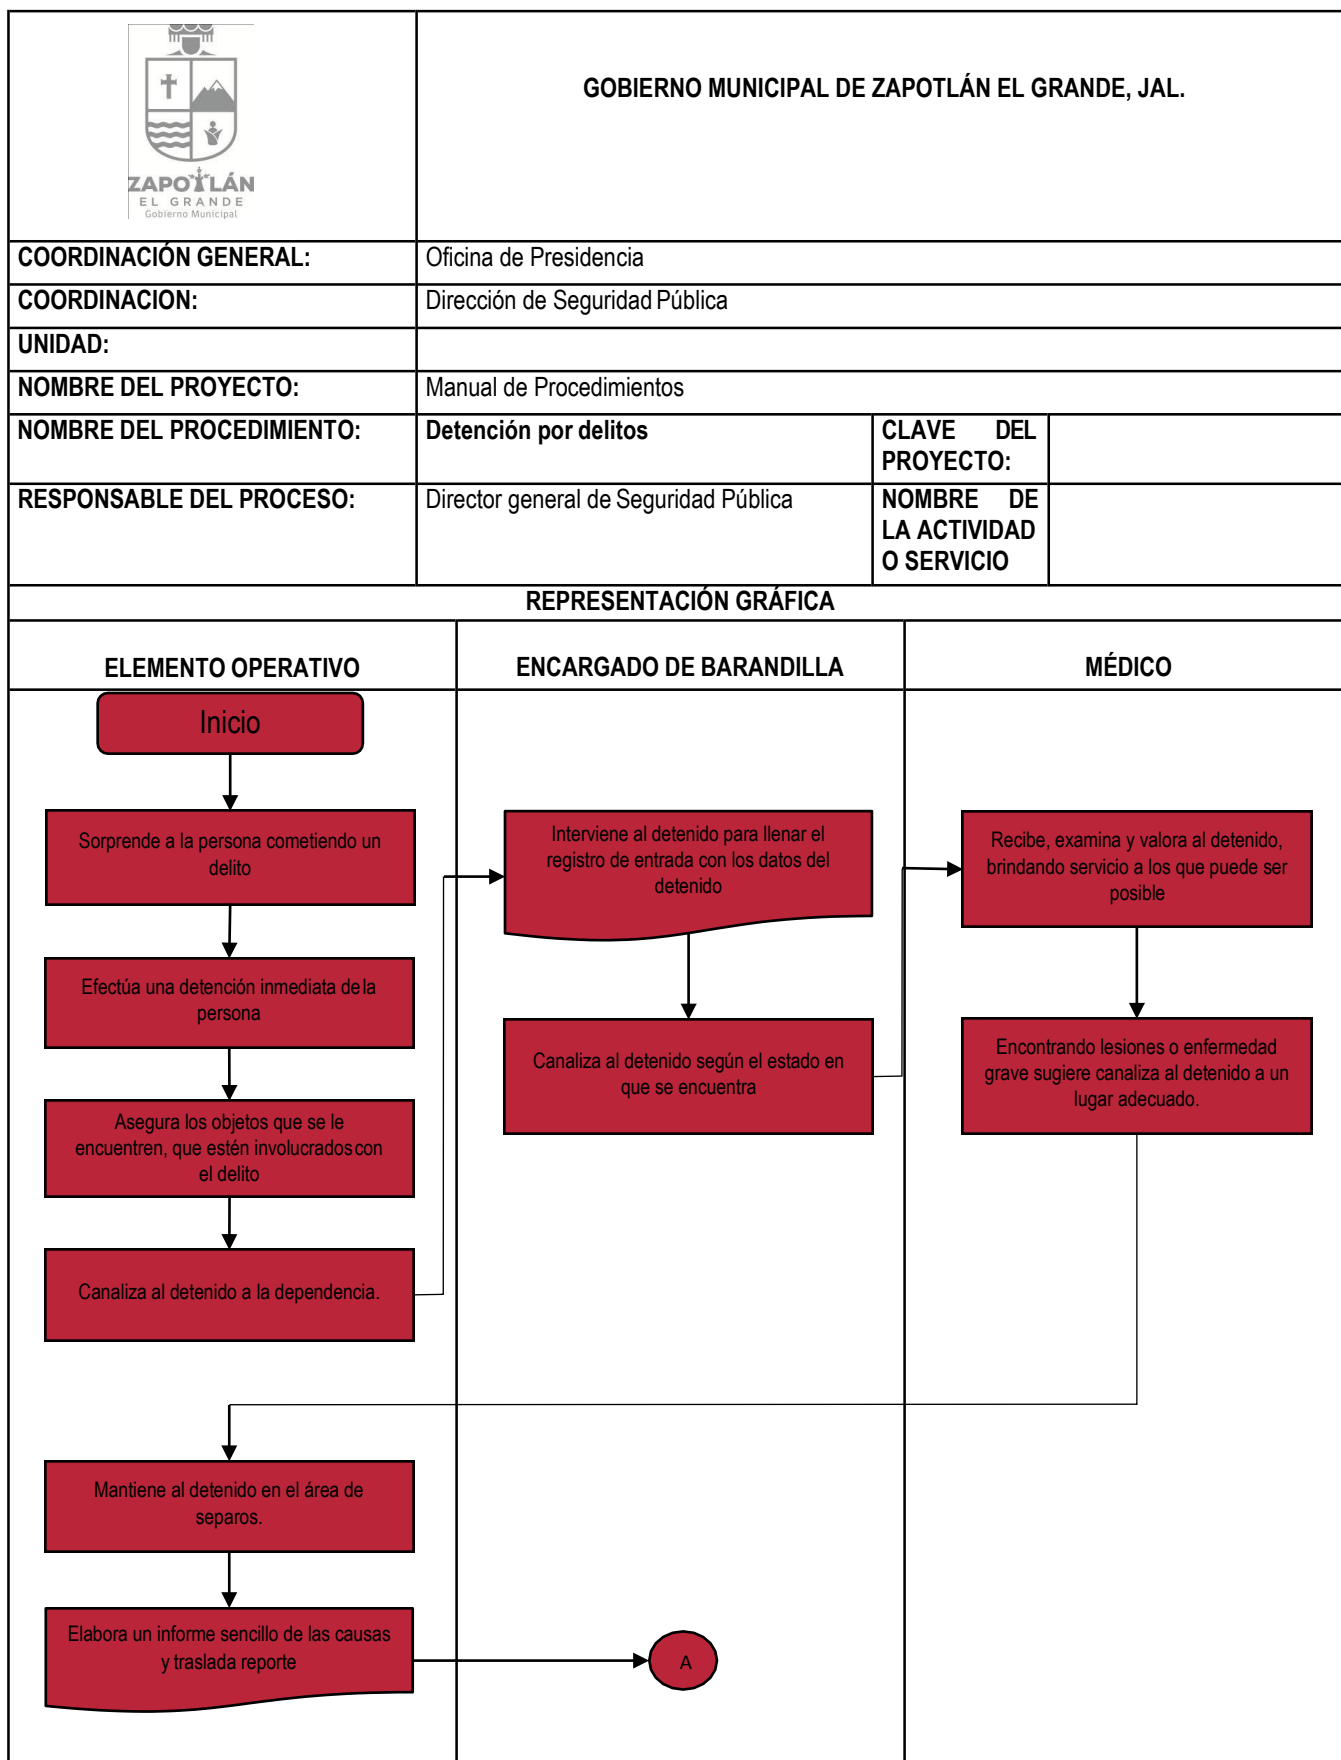 ZAPOTLÁN
EL GRANDE
Gobierno Municipal
GOBIERNO MUNICIPAL DE ZAPOTLÁN EL GRANDE, JAL.
COORDINACIÓN GENERAL:
Oficina de Presidencia
COORDINACION:
Dirección de Seguridad Pública
UNIDAD:
NOMBRE DEL PROYECTO:
Manual de Procedimientos
NOMBRE DEL PROCEDIMIENTO:
Detención por delitos
CLAVE DEL
PROYECTO:
RESPONSABLE DEL PROCESO:
Director general de Seguridad Pública
NOMBRE DE
LA ACTIVIDAD
O SERVICIO
REPRESENTACIÓN GRÁFICA
ELEMENTO OPERATIVO
ENCARGADO DE BARANDILLA
MÉDICO
Inicio
Sorprende a la persona cometiendo un
delito
Efectúa una detención inmediata de la
persona
Asegura los objetos que se le
encuentren, que estén involucrados con
el delito
Canaliza al detenido a la dependencia.
Interviene al detenido para llenar el
registro de entrada con los datos del
detenido
Canaliza al detenido según el estado en
que se encuentra
Recibe, examina y valora al detenido,
brindando servicio a los que puede ser
posible
Encontrando lesiones o enfermedad
grave sugiere canaliza al detenido a un
lugar adecuado.
Mantiene al detenido en el área de
separos.
Elabora un informe sencillo de las causas
y traslada reporte
A